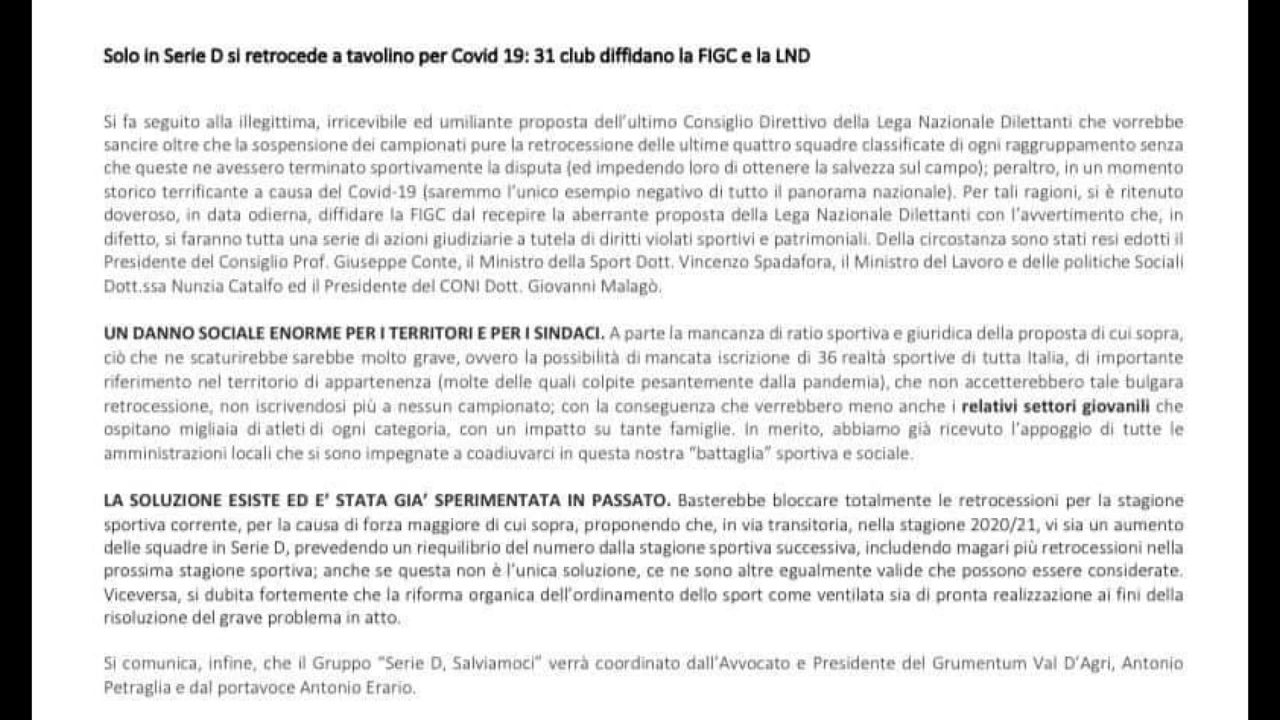 Solo in Serie D si retrocede a tavolino per Covid 19: 31 club diffidano la FIGC e la LND
Si fa seguito alla illegittima, irricevibile ed umiliante proposta dell'ultimo Consiglio Direttivo della Lega Nazionale Dilettanti che vorrebbe
sancire oltre che la sospensione dei campionati pure la retrocessione delle ultime quattro squadre classificate di ogni raggruppamento senza
che queste ne avessero terminato sportivamente la disputa (ed impedendo loro di ottenere la salvezza sul campo); peraltro, in un momento
storico terrificante a causa del Covid-19 (saremmo l'unico esempio negativo di tutto il panorama nazionale). Per tali ragioni, si è ritenuto
doveroso, in data odierna, diffidare la FIGC dal recepire la aberrante proposta della Lega Nazionale Dilettanti con l'avvertimento che, in
difetto, si faranno tutta una serie di azioni giudiziarie a tutela di diritti violati sportivi e patrimoniali. Della circostanza sono stati resi edotti il
Presidente del Consiglio Prof. Giuseppe Conte, il Ministro della Sport Dott. Vincenzo Spadafora, il Ministro del Lavoro e delle politiche Sociali
Dott.ssa Nunzia Catalfo ed il Presidente del CONI Dott. Giovanni Malagò.
UN DANNO SOCIALE ENORME PER I TERRITORI E PER I SINDACI. A parte la mancanza di ratio sportiva e giuridica della proposta di cui sopra,
ciò che ne scaturirebbe sarebbe molto grave, ovvero la possibilità di mancata iscrizione di 36 realtà sportive di tutta Italia, di importante
riferimento nel territorio di appartenenza (molte delle quali colpite pesantemente dalla pandemia), che non accetterebbero tale bulgara
retrocessione, non iscrivendosi più a nessun campionato; con la conseguenza che verrebbero meno anche i relativi settori giovanili che
ospitano migliaia di atleti di ogni categoria, con un impatto su tante famiglie. In merito, abbiamo già ricevuto l'appoggio di tutte le
amministrazioni locali che si sono impegnate a coadiuvarci in questa nostra "battaglia" sportiva e sociale.
LA SOLUZIONE ESISTE ED E' STATA GIA' SPERIMENTATA IN PASSATO. Basterebbe bloccare totalmente le retrocessioni per la stagione
sportiva corrente, per la causa di forza maggiore di cui sopra, proponendo che, in via transitoria, nella stagione 2020/21, vi sia un aumento
delle squadre in Serie D, prevedendo un riequilibrio del numero dalla stagione sportiva successiva, includendo magari più retrocessioni nella
prossima stagione sportiva; anche se questa non è l'unica soluzione, ce ne sono altre egualmente valide che possono essere considerate.
Viceversa, si dubita fortemente che la riforma organica dell'ordinamento dello sport come ventilata sia di pronta realizzazione ai fini della
risoluzione del grave problema in atto.
Si comunica, infine, che il Gruppo "Serie D, Salviamoci" verrà coordinato dall'Avvocato e Presidente del Grumentum Val D'Agri, Antonio
Petraglia e dal portavoce Antonio Erario.